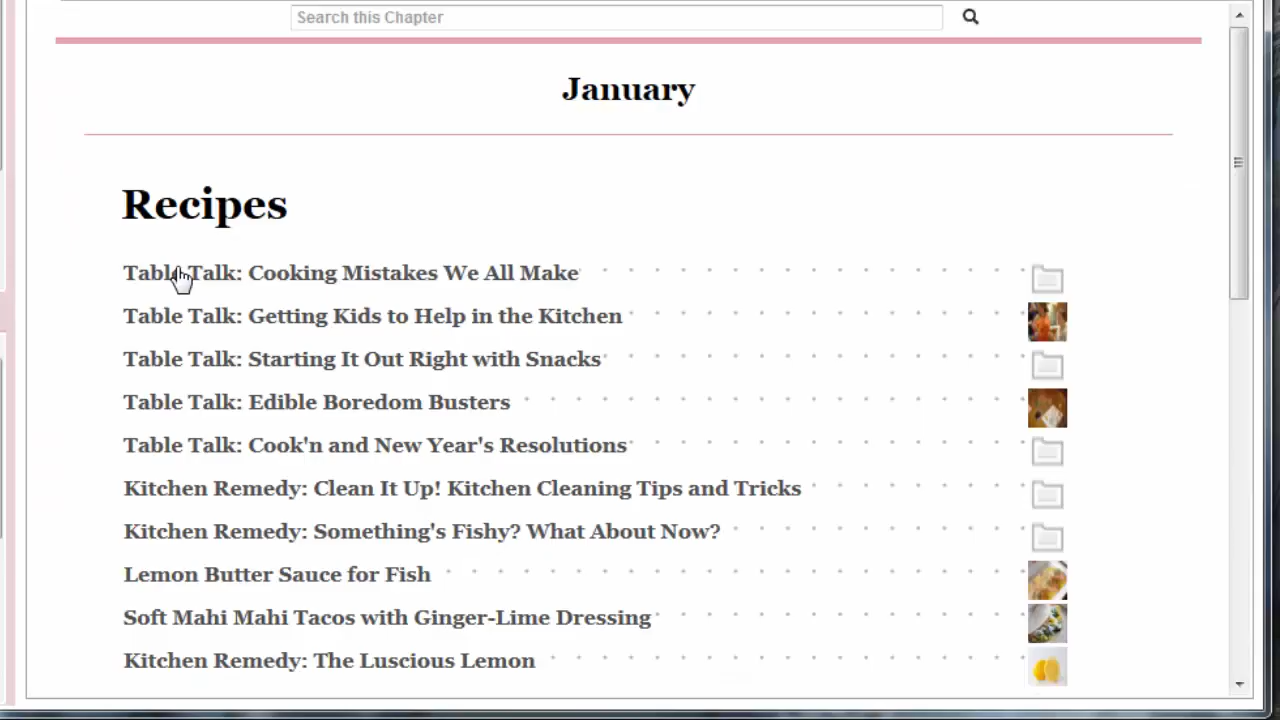 Search this Chapter
January
Recipes
Table Talk: Cooking Mistakes We All Make
Table Talk: Getting Kids to Help in the Kitchen
Table Talk: Starting It Out Right with Snacks
Table Talk: Edible Boredom Busters
Table Talk: Cook'n and New Year's Resolutions
Kitchen Remedy: Clean It Up! Kitchen Cleaning Tips and Tricks
Kitchen Remedy: Something's Fishy? What About Now?
Lemon Butter Sauce for Fish
Soft Mahi Mahi Tacos with Ginger-Lime Dressing
Kitchen Remedy: The Luscious Lemon